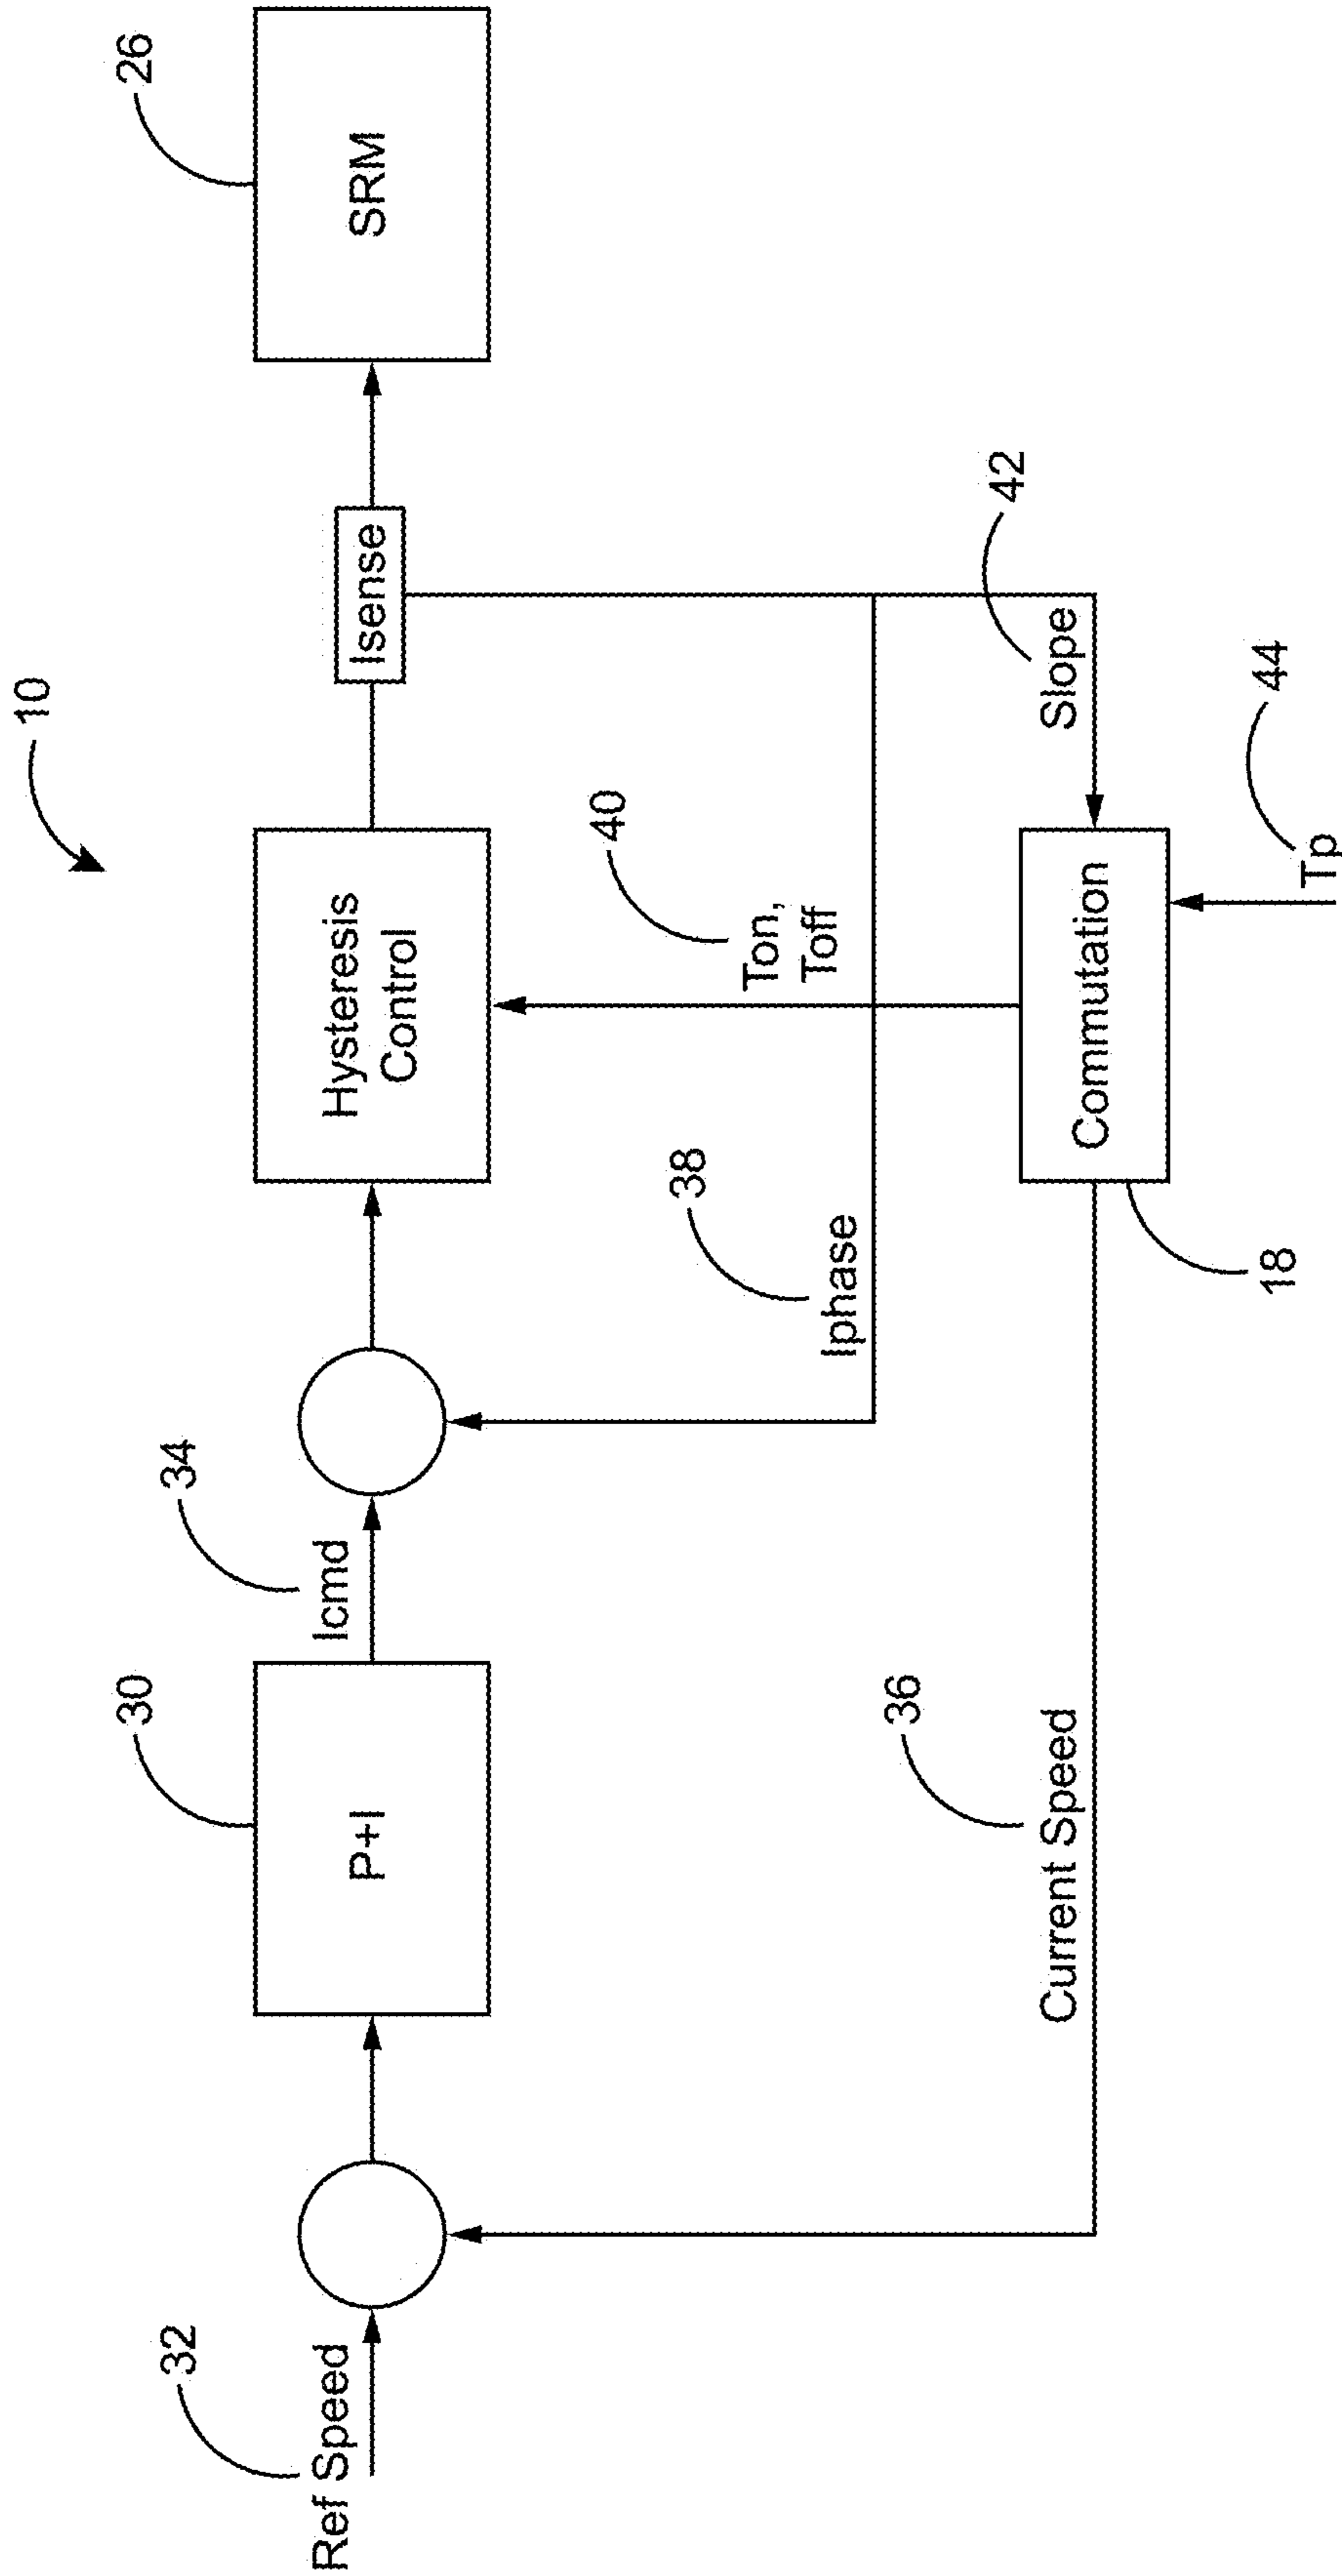 10
32
Ref Speed
30
P+I
34
Icmd
Hysteresis
Control
Isense
26
SRM
36
Current Speed
38
Iphase
40
Ton,
Toff
42
Slope
18
Commutation
44
Tp